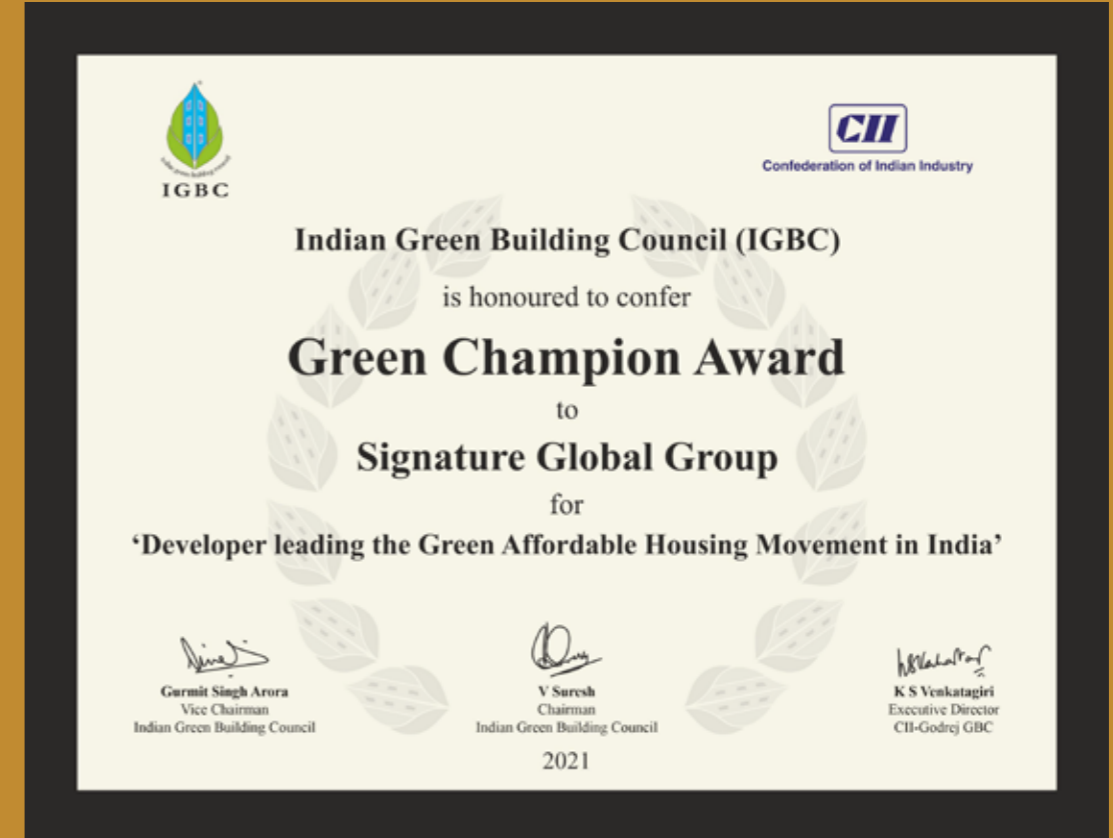 IGBC
CII
Confederation of Indian Industry
Indian Green Building Council (IGBC)
is honoured to confer
Green Champion Award
to
Signature Global Group
for
‘Developer leading the Green Affordable Housing Movement in India’
Gurmit Singh Arora
Vice Chairman
Indian Green Building Council
V Suresh
Chairman
Indian Green Building Council
K S Venkatagiri
Executive Director
CII-Godrej GBC
2021